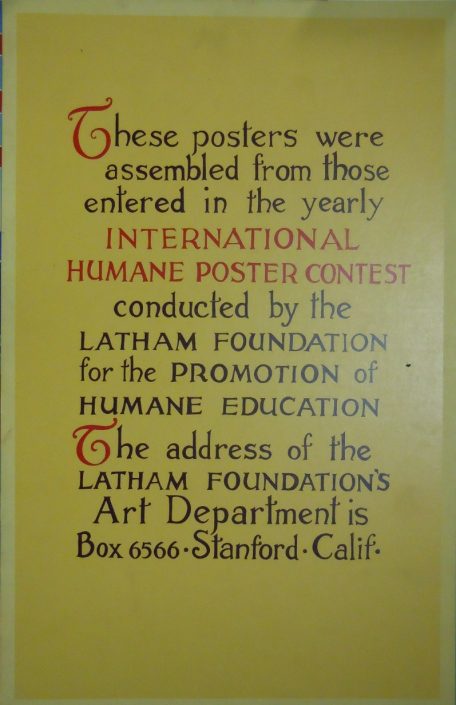 These posters were
assembled from those
entered in the yearly
INTERNATIONAL
HUMANE POSTER CONTEST
conducted by the
LATHAM FOUNDATION
for the PROMOTION of
HUMANE EDUCATION
The address of the
LATHAM FOUNDATION'S
Art Department is
Box 6566·Stanford·Calif·